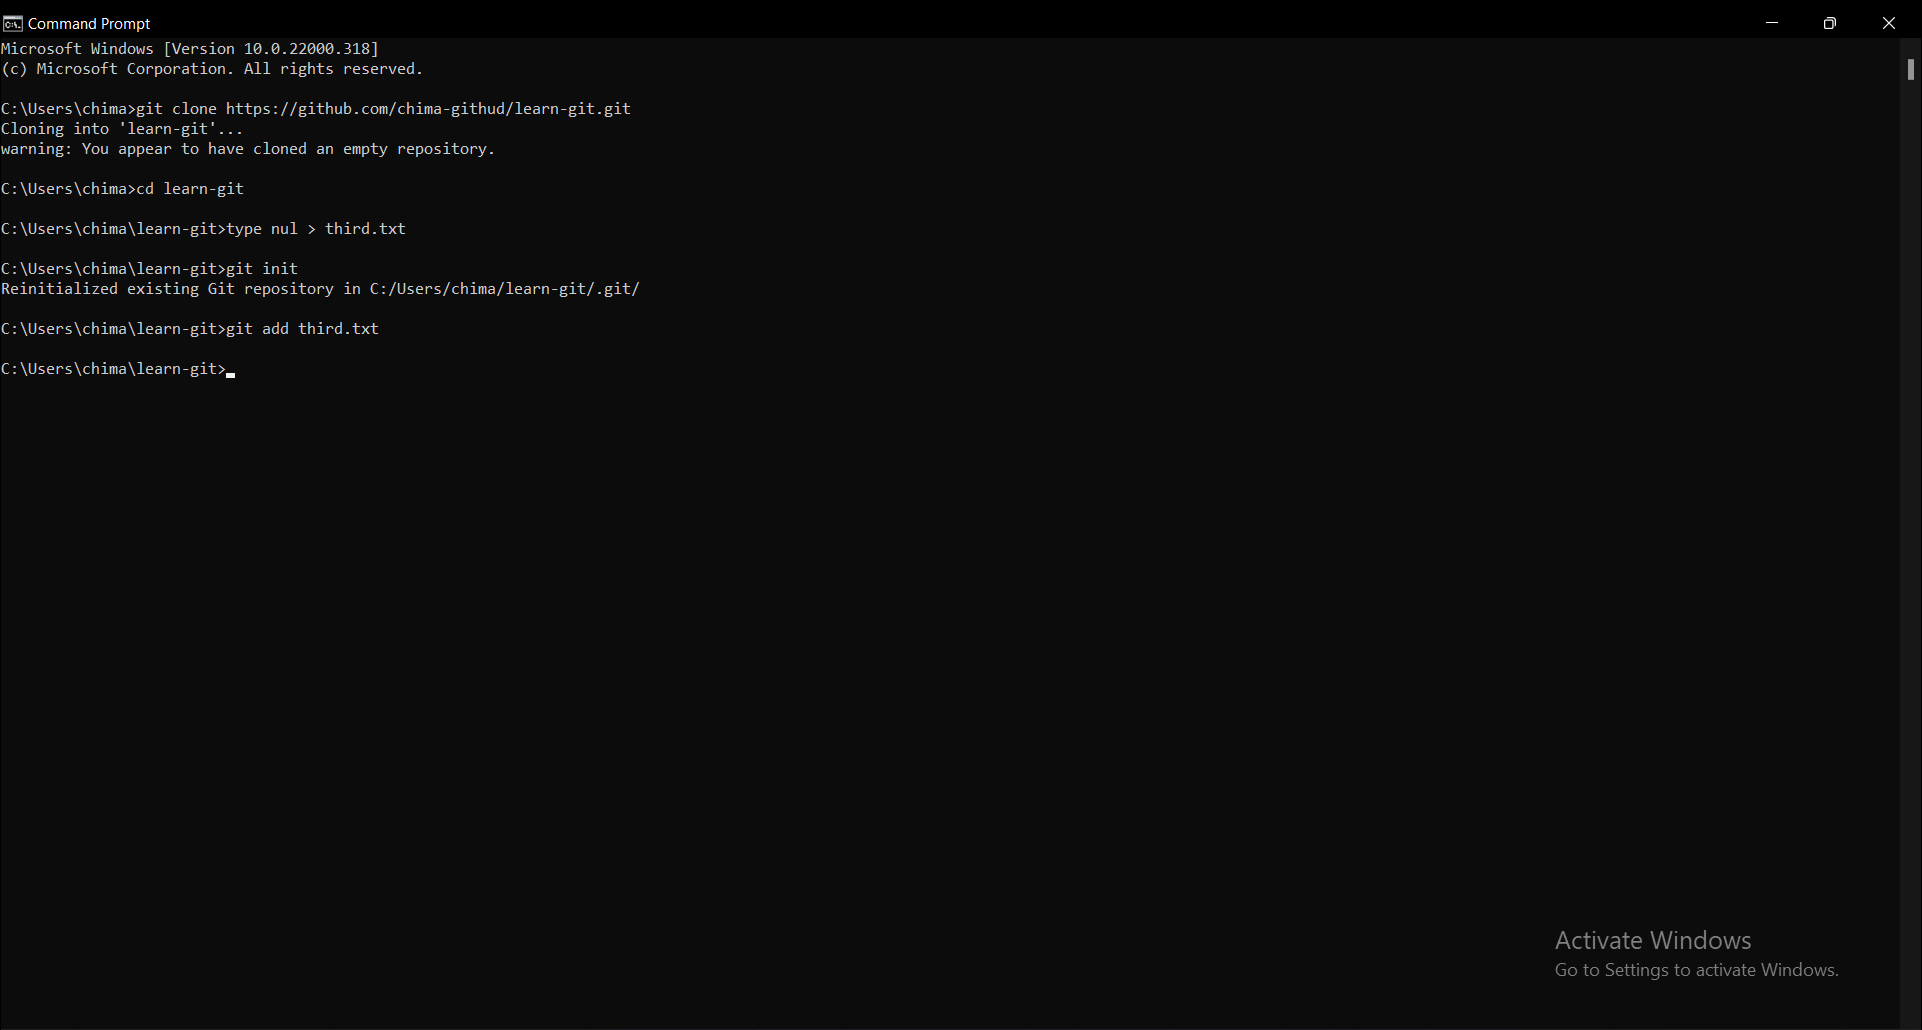 Command Prompt
Microsoft Windows [Version 10.0.22000.318]
(c) Microsoft Corporation. All rights reserved.
C:\Users\chima>git clone https://github.com/chima-githud/learn-git.git
Cloning into 'learn-git'...
warning: You appear to have cloned an empty repository.
C:\Users\chima>cd learn-git
C:\Users\chima\learn-git>type nul > third.txt
C:\Users\chima\learn-git>git init
Reinitialized existing Git repository in C:/Users/chima/learn-git/.git/
C:\Users\chima\learn-git>git add third.txt
C:\Users\chima\learn-git>
Activate Windows
Go to Settings to activate Windows.